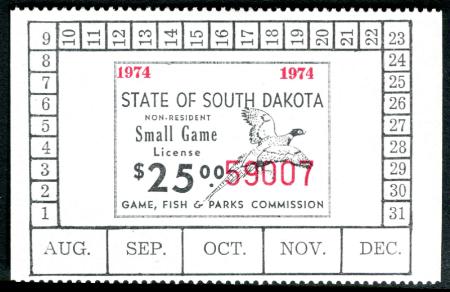 9 10 11 12 13 14 15 16 17 18 19 20 21 22 23
8 24
7 1974 1974 25
6 STATE OF SOUTH DAKOTA 26
5 NON-RESIDENT 27
4 Small Game 28
License
3 $25.00 59007 29
2 30
1 GAME, FISH & PARKS COMMISSION 31
AUG. SEP. OCT. NOV. DEC.